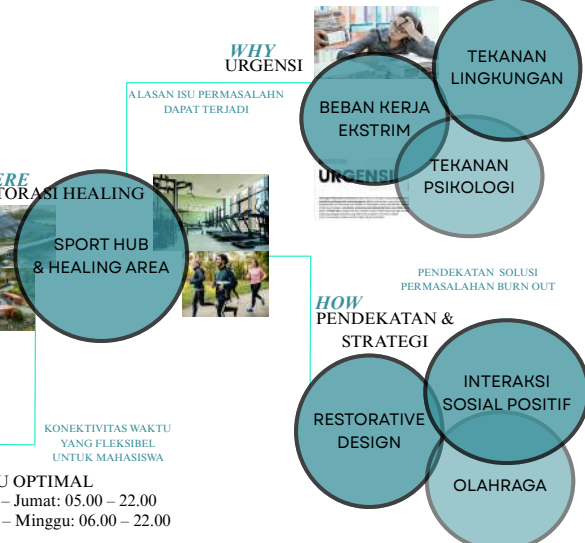 WHY
URGENSI
ALASAN ISU PERMASALAHN
DAPAT TERJADI
BEBAN KERJA
EKSTRIM
TEKANAN
LINGKUNGAN
TEKANAN
PSIKOLOGI
URGENSI
ERE
TORASI HEALING
SPORT HUB
& HEALING AREA
PENDEKATAN SOLUSI
PERMASALAHAN BURN OUT
HOW
PENDEKATAN &
STRATEGI
RESTORATIVE
DESIGN
INTERAKSI
SOSIAL POSITIF
OLAHRAGA
KONEKTIVITAS WAKTU
YANG FLEKSIBEL
UNTUK MAHASISWA
U OPTIMAL
– Jumat: 05.00 – 22.00
– Minggu: 06.00 – 22.00